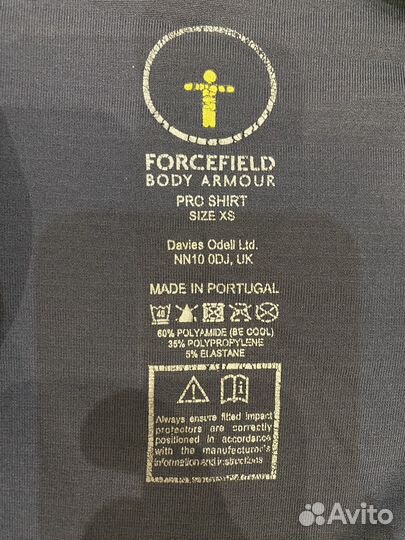 FORCEFIELD
BODY ARMOUR
PRO SHIRT
SIZE XS
Davies Odell Ltd.
NN10 0DJ, UK
MADE IN PORTUGAL
40
60% POLYAMIDE (BE COOL)
35% POLYPROPYLENE
5% ELASTANE
Always ensure fitted impact
protectors are correctly
positioned in accordance
with the manufacturer's
information and instructions
Avito